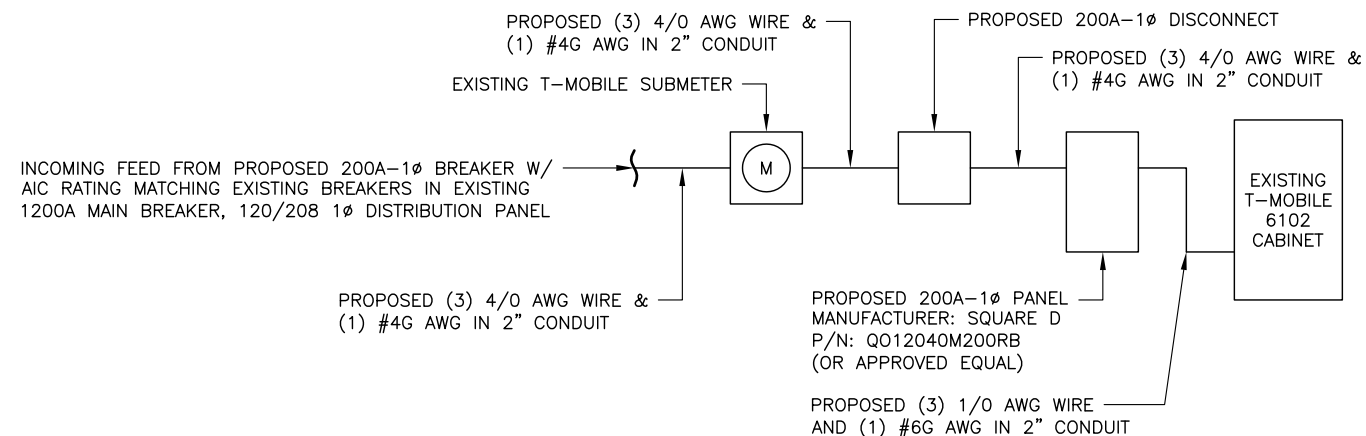 PROPOSED (3) 4/0 AWG WIRE &
(1) #4G AWG IN 2" CONDUIT
PROPOSED 200A-1ø DISCONNECT
PROPOSED (3) 4/0 AWG WIRE &
(1) #4G AWG IN 2" CONDUIT
EXISTING T-MOBILE SUBMETER
M
INCOMING FEED FROM PROPOSED 200A-1ø BREAKER W/
AIC RATING MATCHING EXISTING BREAKERS IN EXISTING
1200A MAIN BREAKER, 120/208 1ø DISTRIBUTION PANEL
EXISTING
T-MOBILE
6102
CABINET
PROPOSED (3) 4/0 AWG WIRE &
(1) #4G AWG IN 2" CONDUIT
PROPOSED 200A-1ø PANEL
MANUFACTURER: SQUARE D
P/N: QO12040M200RB
(OR APPROVED EQUAL)
PROPOSED (3) 1/0 AWG WIRE
AND (1) #6G AWG IN 2" CONDUIT